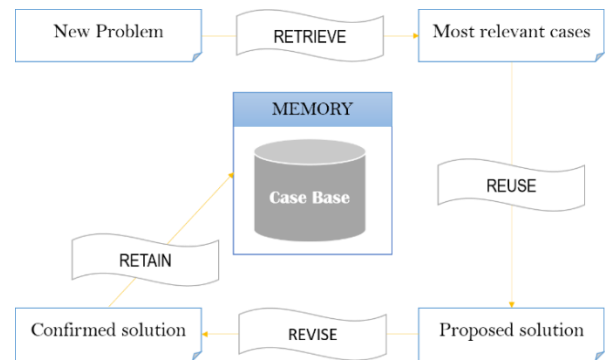 New Problem
RETRIEVE
Most relevant cases
MEMORY
Case Base
REUSE
RETAIN
Confirmed solution
REVISE
Proposed solution